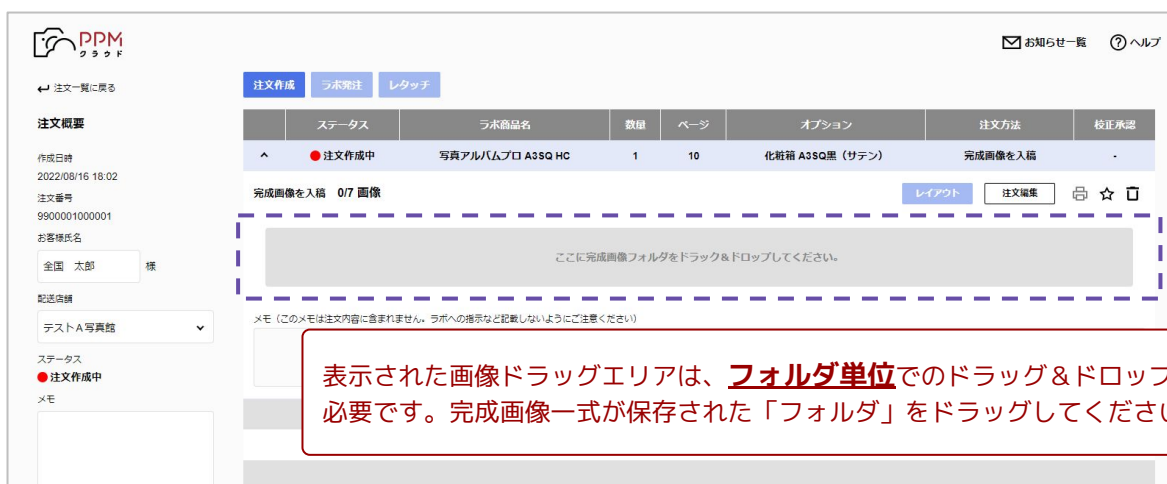 PPM
クラウド
お知らせ一覧
ヘルプ
注文一覧に戻る
注文作成 ラボ発注 レタッチ
注文概要
ステータス ラボ商品名 数量 ページ オプション 注文方法 校正承認
作成日時
2022/08/16 18:02
注文作成中 写真アルバムプロ A3SQ HC 1 10 化粧箱 A3SQ黒（サテン） 完成画像を入稿 -
注文番号
9900001000001
完成画像を入稿 0/7 画像
レイアウト 注文編集
お客様氏名
全国 太郎 様
ここに完成画像フォルダをドラック&ドロップしてください。
配送店舗
テストA写真館
メモ（このメモは注文内容に含まれません。ラボへの指示など記載しないようにご注意ください）
ステータス
注文作成中
メモ
表示された画像ドラッグエリアは、フォルダ単位でのドラッグ＆ドロップ
必要です。完成画像一式が保存された「フォルダ」をドラッグしてくださ